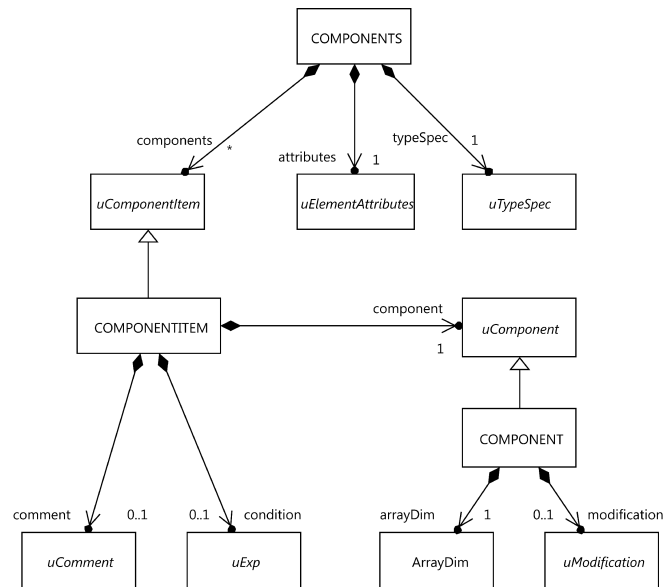 COMPONENTS
components
*
attributes
1
typeSpec
1
uComponentItem
uElementAttributes
uTypeSpec
COMPONENTITEM
component
1
uComponent
COMPONENT
comment
0..1
0..1
condition
arrayDim
1
0..1
modification
uComment
uExp
ArrayDim
uModification